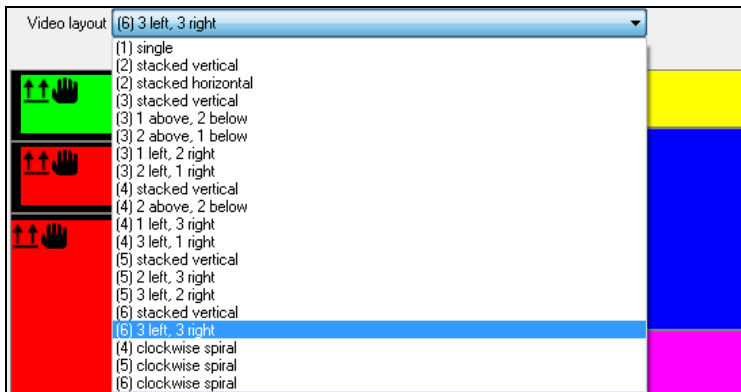 Video layout (6) 3 left, 3 right
(1) single
(2) stacked vertical
(2) stacked horizontal
(3) stacked vertical
(3) 1 above, 2 below
(3) 2 above, 1 below
(3) 1 left, 2 right
(3) 2 left, 1 right
(4) stacked vertical
(4) 2 above, 2 below
(4) 1 left, 3 right
(4) 3 left, 1 right
(5) stacked vertical
(5) 2 left, 3 right
(5) 3 left, 2 right
(6) stacked vertical
(6) 3 left, 3 right
(4) clockwise spiral
(5) clockwise spiral
(6) clockwise spiral